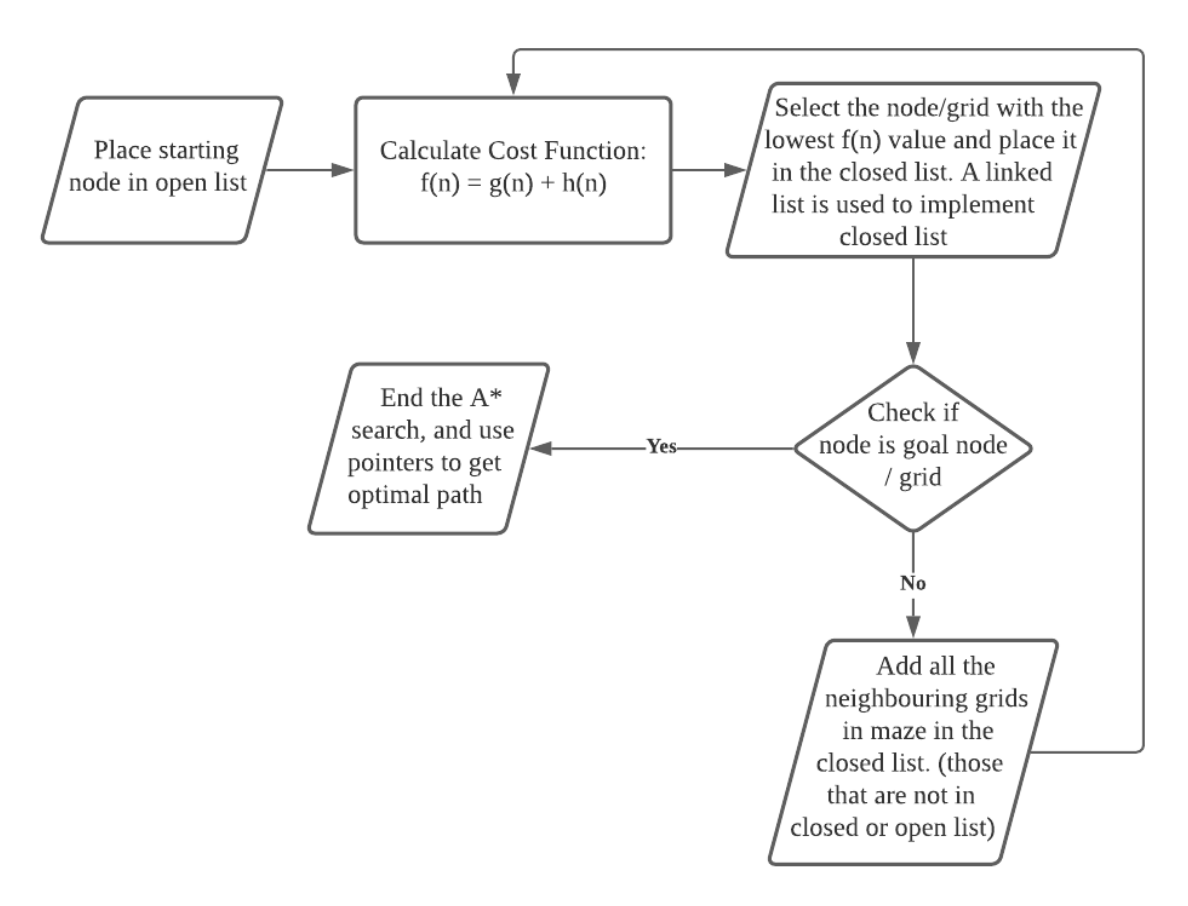 Place starting
node in open list
Calculate Cost Function:
f(n) = g(n) + h(n)
Select the node/grid with the
lowest f(n) value and place it
in the closed list. A linked
list is used to implement
closed list
Check if
node is goal node
/ grid
Yes
End the A*
search, and use
pointers to get
optimal path
No
Add all the
neighbouring grids
in maze in the
closed list. (those
that are not in
closed or open list)